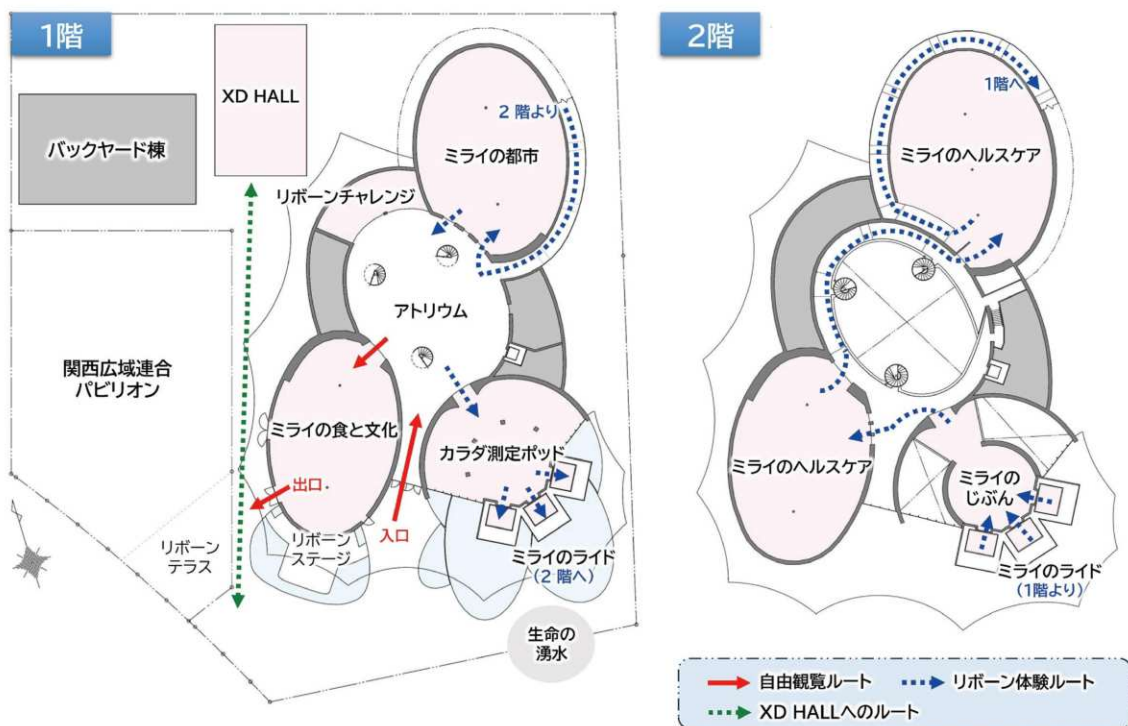 1階
XD HALL
バックヤード棟
2 階より
ミライの都市
リボーンチャレンジ
アトリウム
関西広域連合
パビリオン
ミライの食と文化
カラダ測定ポッド
出口
入口
リボーン
テラス
リボーン
ステージ
ミライのライド
(2 階へ)
生命の
湧水
2階
1階へ
ミライのヘルスケア
ミライのヘルスケア
ミライの
じぶん
ミライのライド
(1階より)
自由観覧ルート
リボーン体験ルート
XD HALLへのルート